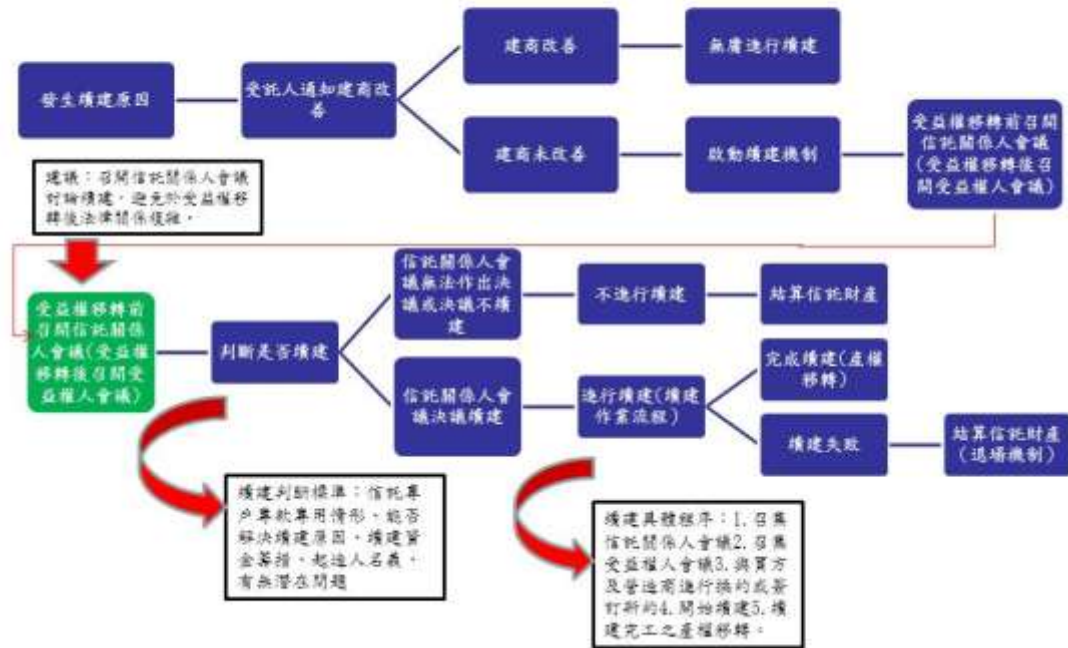 建商改善
無庸進行續建
發生續建原因
受託人通知建商改
善
建商未改善
啟動續建機制
受益權移轉前召開
信託關係人會議
(受益權移轉後召
開受益權人會議)
建議：召開信託關係人會議
討論續建，避免於受益權移
轉後法律關係複雜。
信託關係人會
議無法作出決
議或決議不續
建
不進行續建
結算信託財產
受益權移轉前
召開信託關係
人會議(受益權
移轉後召開受
益權人會議)
判斷是否續建
信託關係人會
議決議續建
進行續建(續建
作業流程)
完成續建(產權
移轉)
續建失敗
結算信託財產
(退場機制)
續建判斷標準：信託專
戶專款專用情形、能否
解決續建原因、續建資
金籌措、起造人名義、
有無潛在問題
續建具體程序：1.召集
信託關係人會議2.召集
受益權人會議3.與買方
及營造商進行換約或簽
訂新約4.開始續建5.續
建完工之產權移轉。